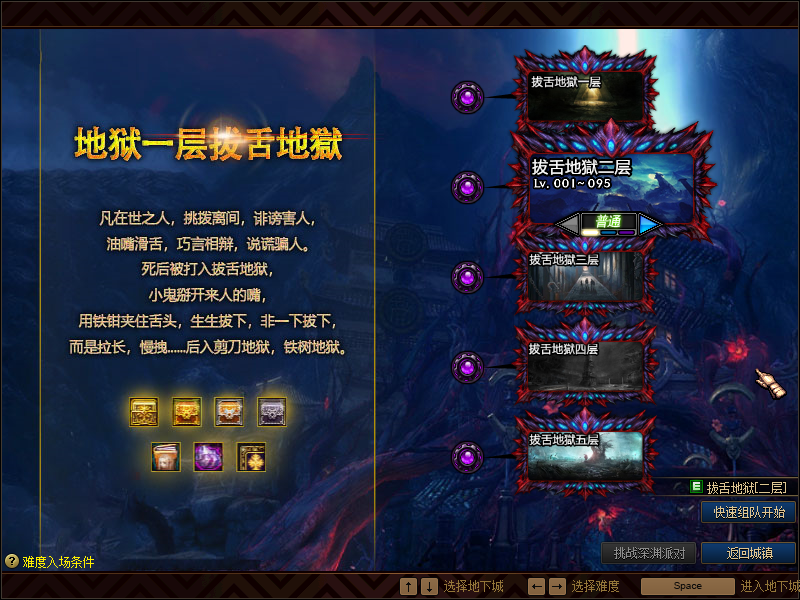 地狱一层拔舌地獄
凡在世之人，挑拨离间，诽谤害人，
油嘴滑舌，巧言相辩，说谎骗人。
死后被打入拔舌地狱，
小鬼掰开来人的嘴，
用铁钳夹住舌头，生生拔下，非一下拔下，
而是拉长，慢拽......后入剪刀地狱，铁树地狱。
难度入场条件
拔舌地獄一层
拔舌地獄二层
Lv. 001~095
普通
拔舌地獄三层
拔舌地獄四层
拔舌地獄五层
E 拔舌地狱[二层]
快速组队开始
挑战深渊派对
返回城镇
↑ ↓ 选择地下城 ← → 选择难度 Space 进入地下城